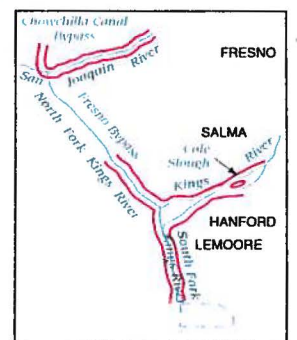 Chowchilla Canal
Bypass
FRESNO
San Joaquin River
Fresno Bypass
North Fork Kings River
SALMA
Cole
Slough
Kings River
HANFORD
LEMOORE
South Fork
Kings River